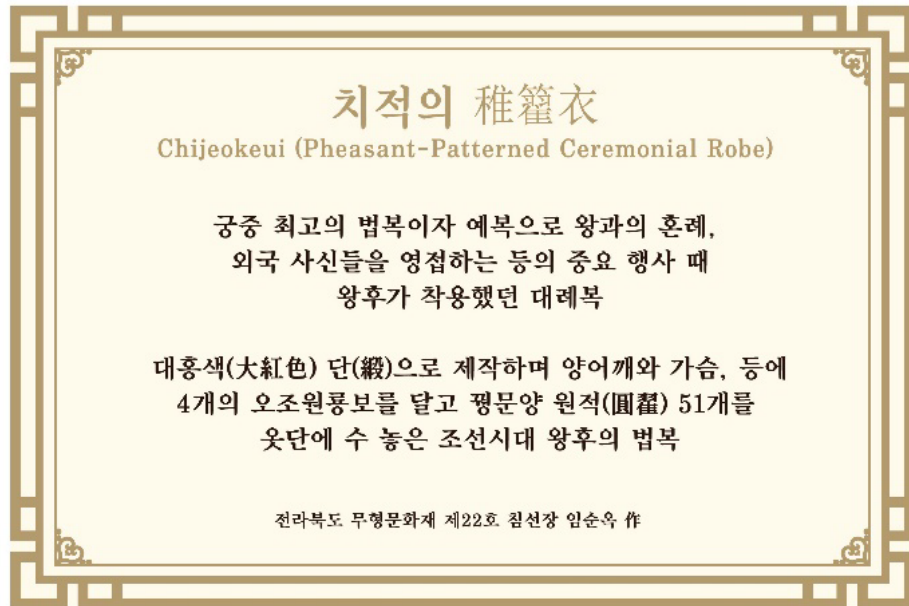 치적의 稚籊衣
Chijeokeui (Pheasant-Patterned Ceremonial Robe)
궁중 최고의 법복이자 예복으로 왕과의 혼례,
외국 사신들을 영접하는 등의 중요 행사 때
왕후가 착용했던 대례복
대홍색(大紅色) 단(緞)으로 제작하며 양어깨와 가슴, 등에
4개의 오조원룡보를 달고 꿩문양 원적(圓翟) 51개를
옷단에 수 놓은 조선시대 왕후의 법복
전라북도 무형문화재 제22호 침선장 임순옥 作